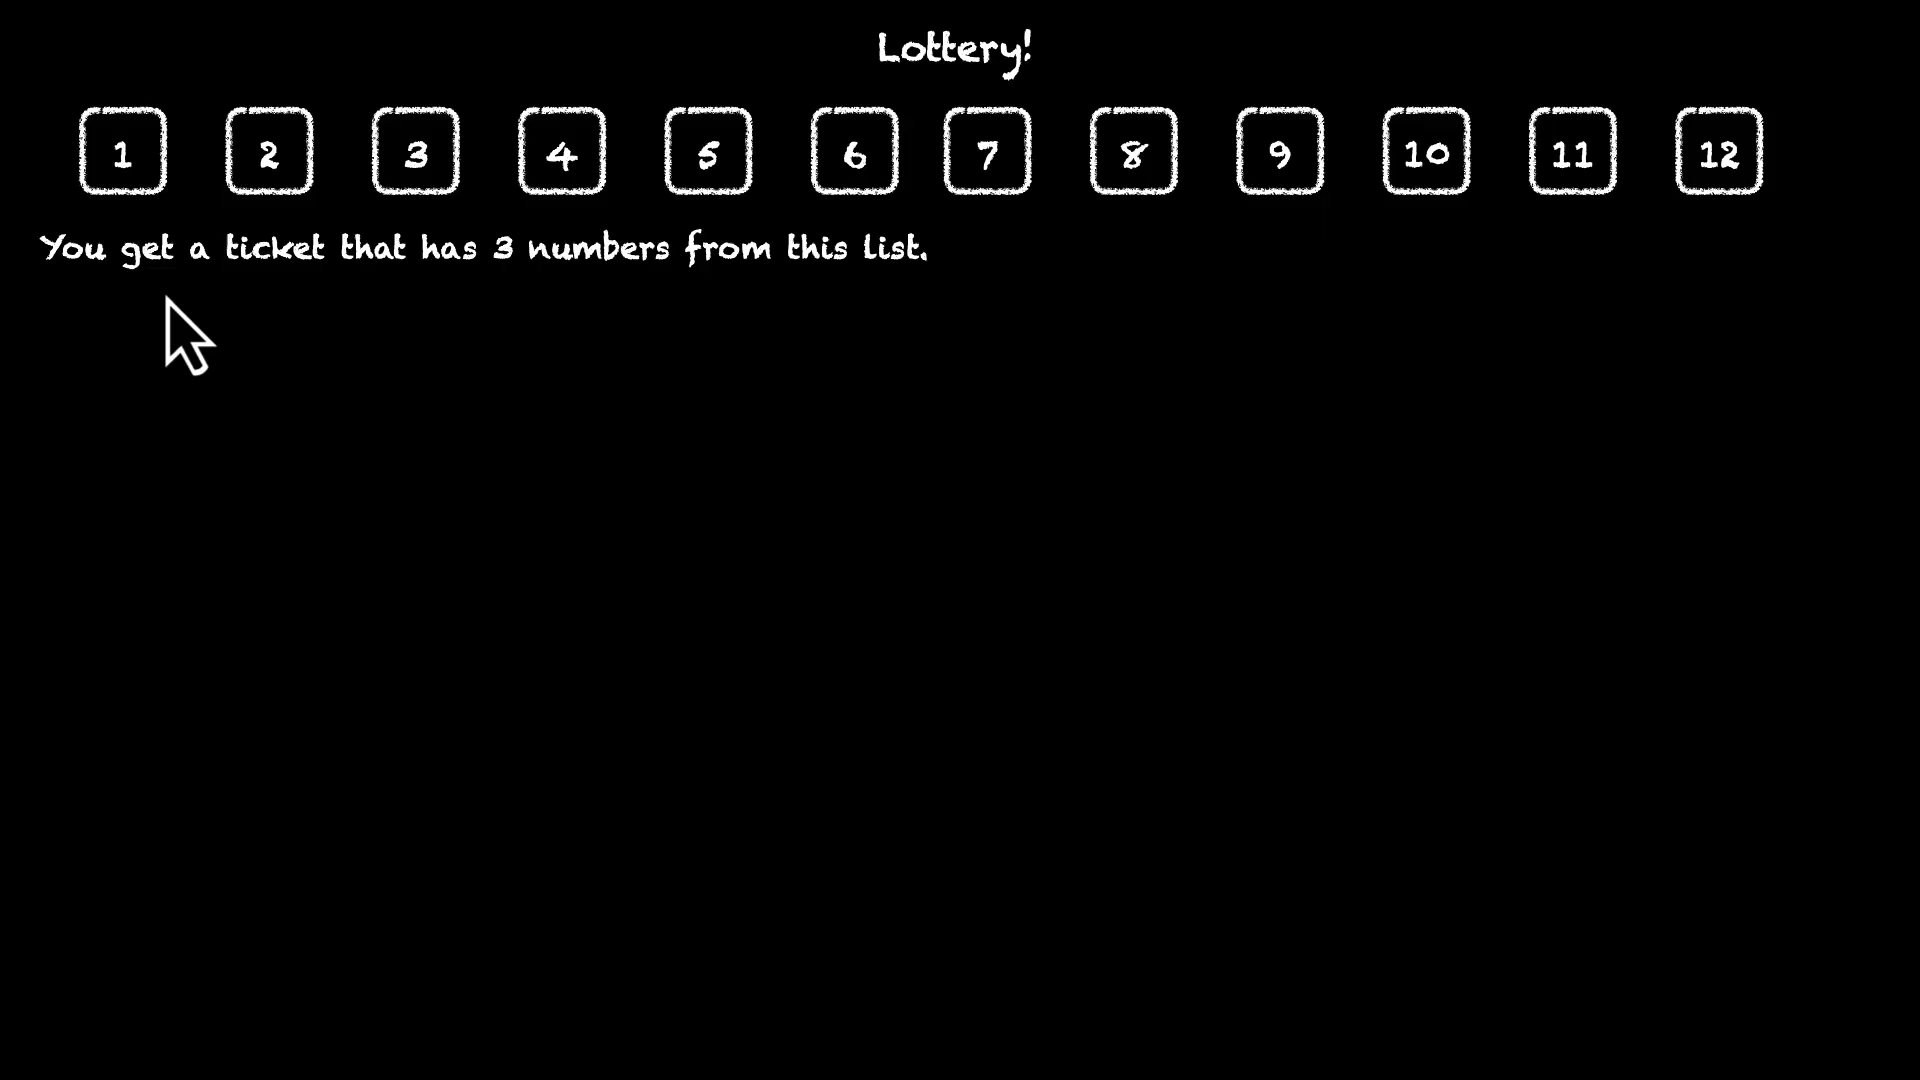 Lottery!
1 2 3 4 5 6 7 8 9 10 11 12
You get a ticket that has 3 numbers from this list.